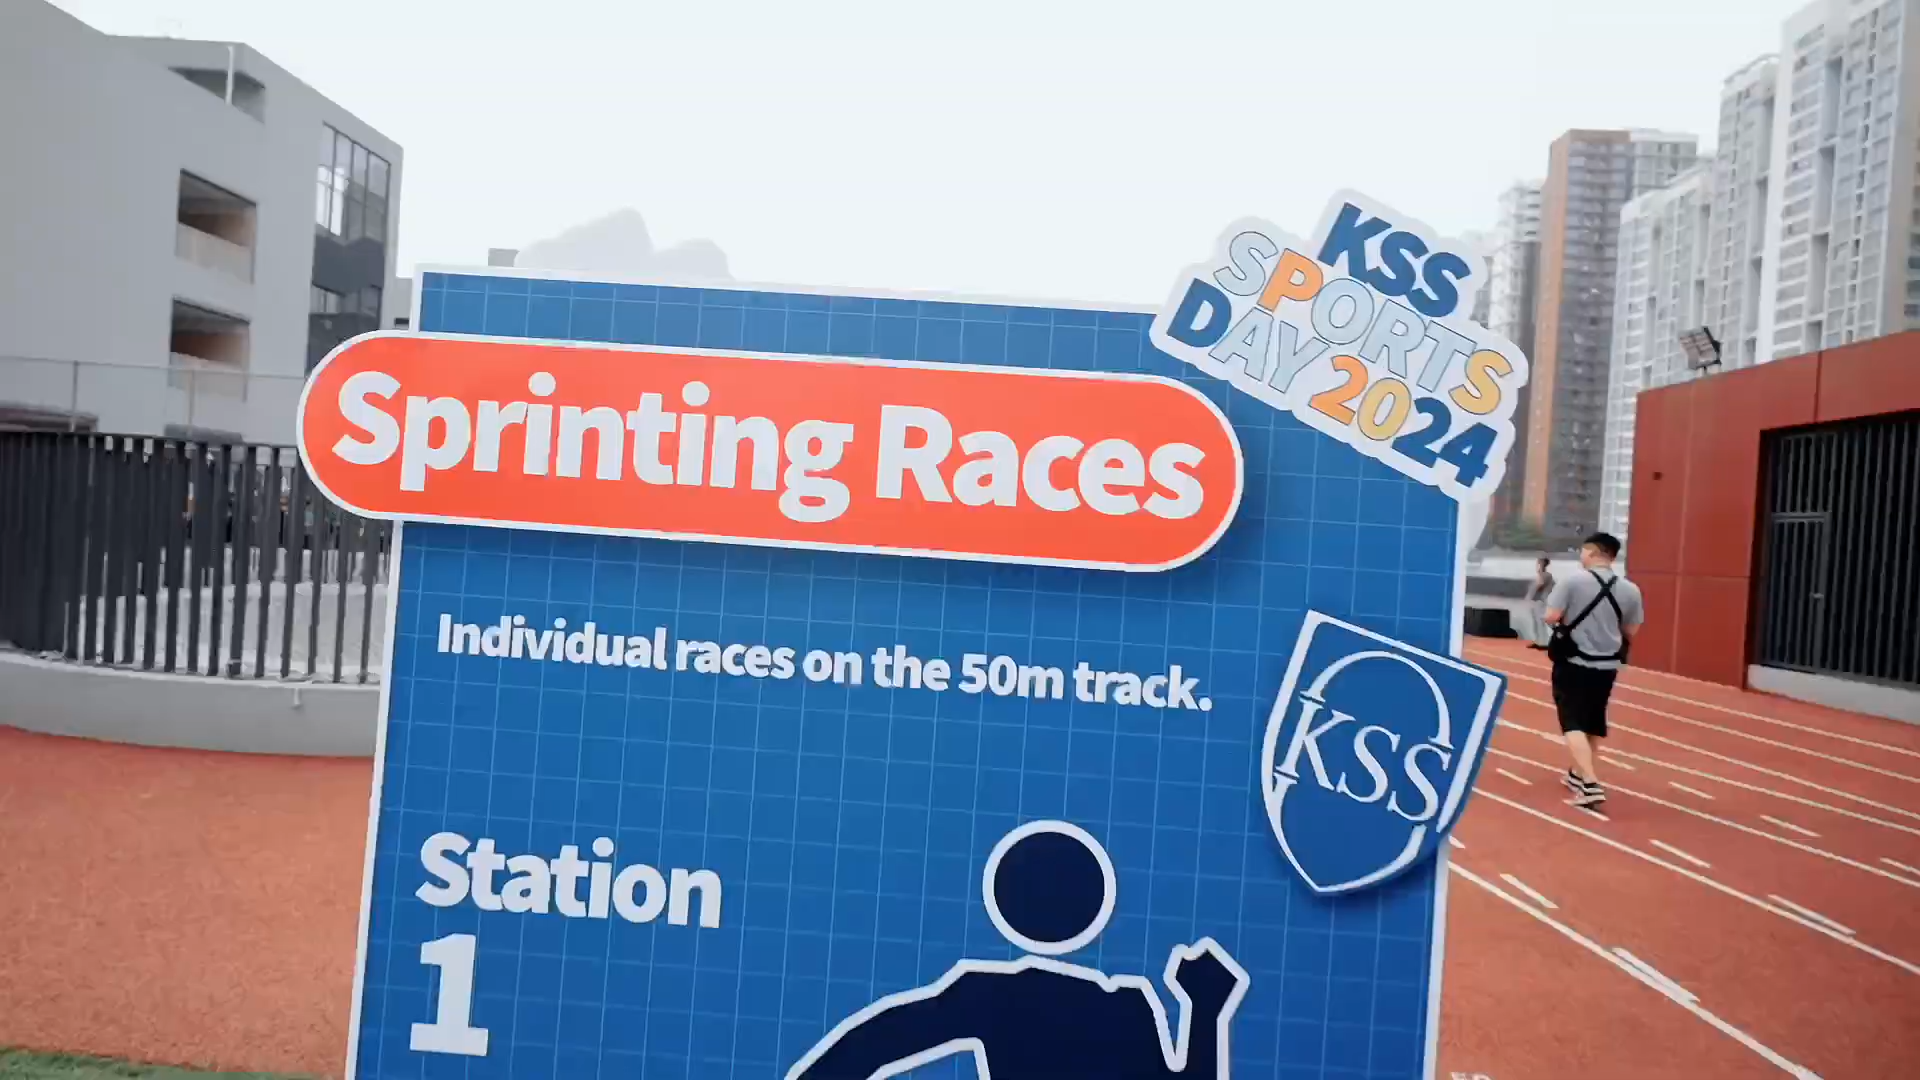 KSS
SPORTS
DAY 2024
Sprinting Races
Individual races on the 50m track.
KSS
Station
1